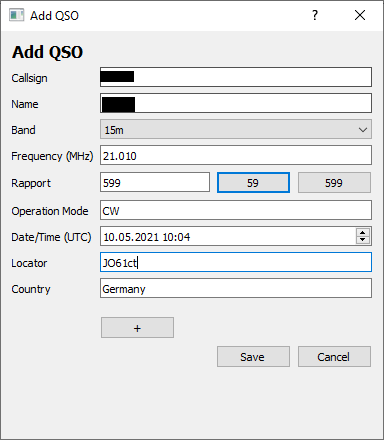 Add QSO
?
Add QSO
Callsign
Name
Band 15m
Frequency (MHz) 21.010
Rapport 599 59 599
Operation Mode CW
Date/Time (UTC) 10.05.2021 10:04
Locator JO61ct
Country Germany
+
Save Cancel